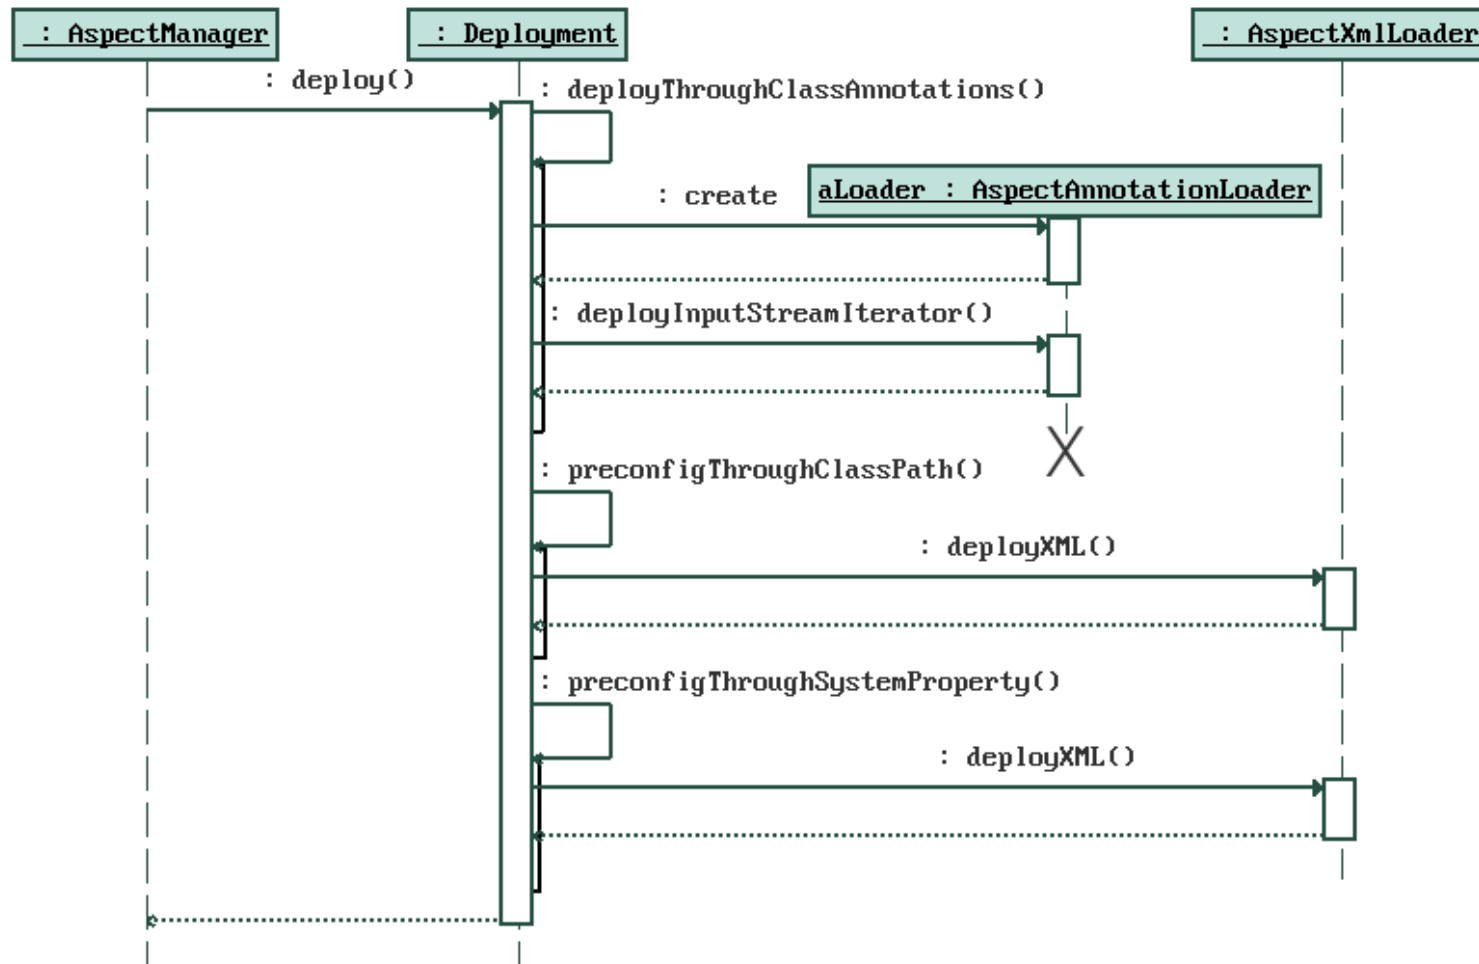 : AspectManager
: Deployment
: AspectXmlLoader
: deploy()
: deployThroughClassAnnotations()
: create
aLoader : AspectAnnotationLoader
: deployInputStreamIterator()
: preconfigThroughClassPath()
: deployXML()
: preconfigThroughSystemProperty()
: deployXML()